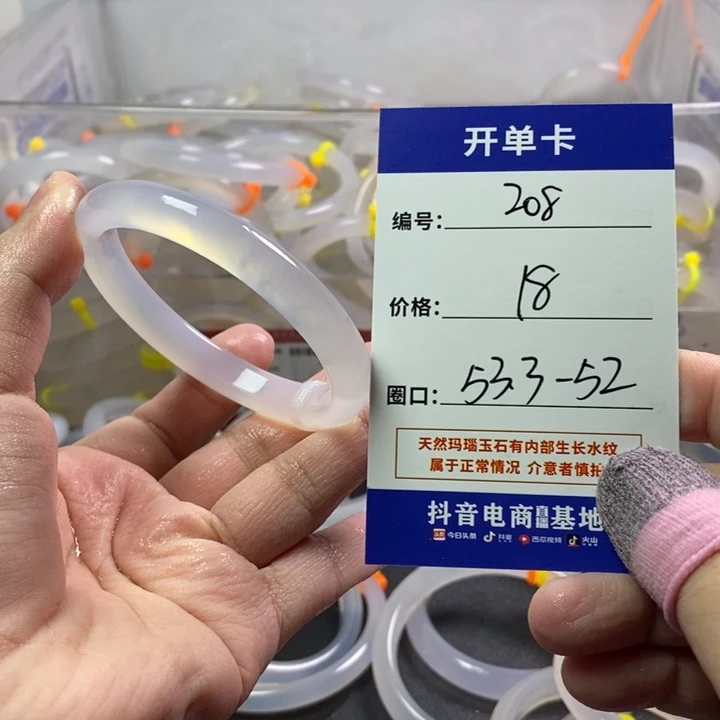 开单卡
编号: 208
价格: 18
圈口: 53.3-52
天然玛瑙玉石有内部生长水纹
属于正常情况 介意者慎拍
抖音电商直播基地
今日头条 抖音 西瓜视频 火山